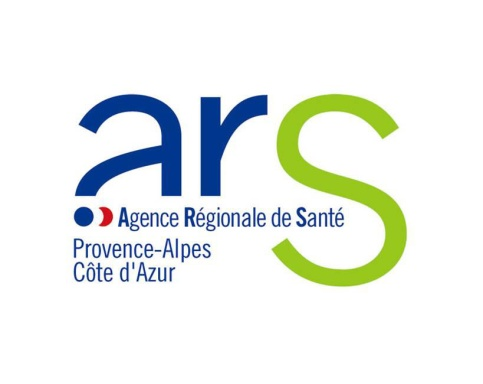 ars
Agence Régionale de Santé
Provence-Alpes
Côte d'Azur